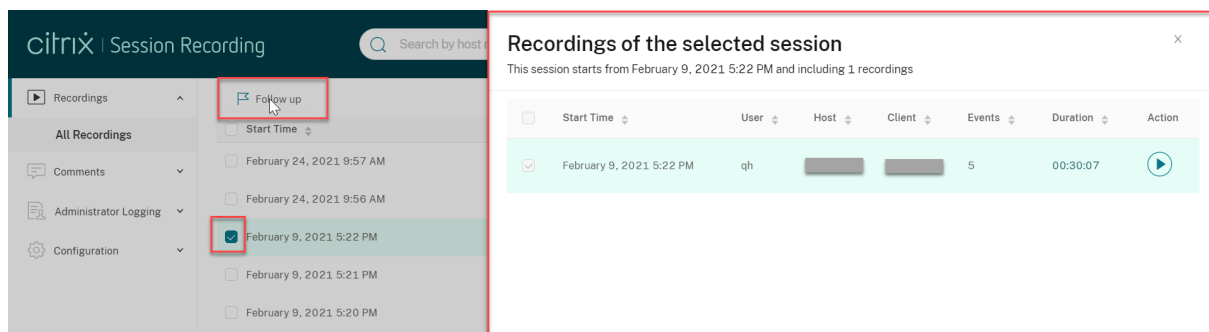 citrix | Session Recording
Search by host
Recordings
All Recordings
Comments
Administrator Logging
Configuration
Follow up
Start Time
February 24, 2021 9:57 AM
February 24, 2021 9:56 AM
February 9, 2021 5:22 PM
February 9, 2021 5:21 PM
February 9, 2021 5:20 PM
Recordings of the selected session
This session starts from February 9, 2021 5:22 PM and including 1 recordings
Start Time User Host Client Events Duration Action
February 9, 2021 5:22 PM qh 5 00:30:07